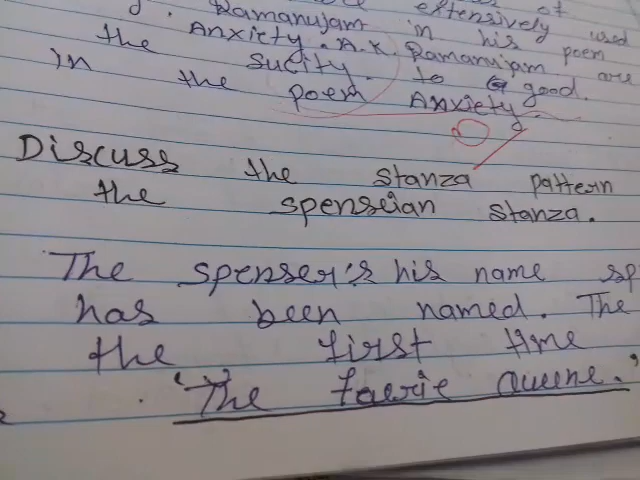 of
extensively used
Ramanujam in his poem
Anxiety. A.K Ramanujam are
the sucity to a good.
in the poem Anxiety.
Discuss the stanza pattern
the spenseian stanza.
The spenser's his name sp
has been named. The
the first time
"The faerie Queene."